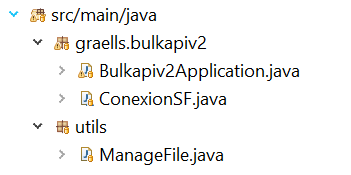 src/main/java
graells.bulkapiv2
Bulkapiv2Application.java
ConexionSF.java
utils
ManageFile.java